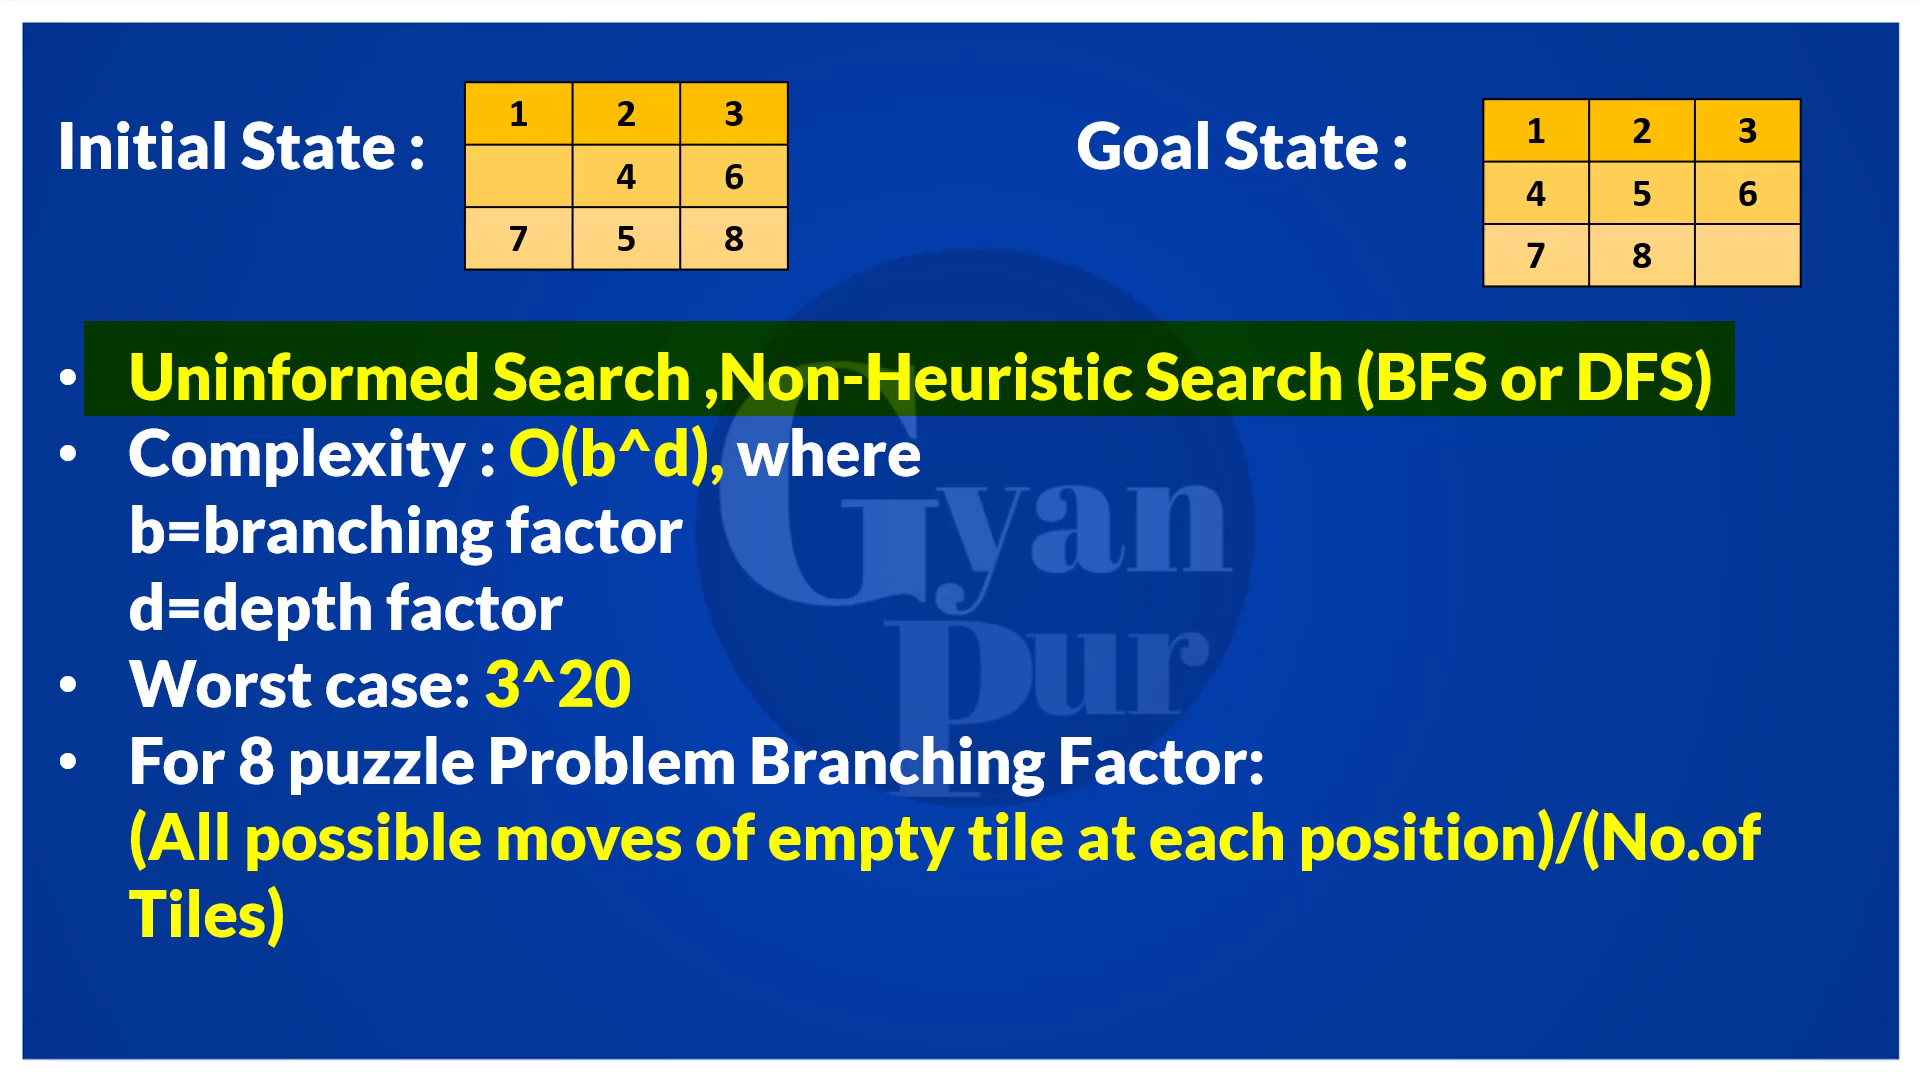 Initial State :
1 2 3
4 6
7 5 8
Goal State :
1 2 3
4 5 6
7 8
• Uninformed Search ,Non-Heuristic Search (BFS or DFS)
• Complexity : O(b^d), where
b=branching factor
d=depth factor
• Worst case: 3^20
• For 8 puzzle Problem Branching Factor:
(All possible moves of empty tile at each position)/(No.of
Tiles)
Gyan
Pur